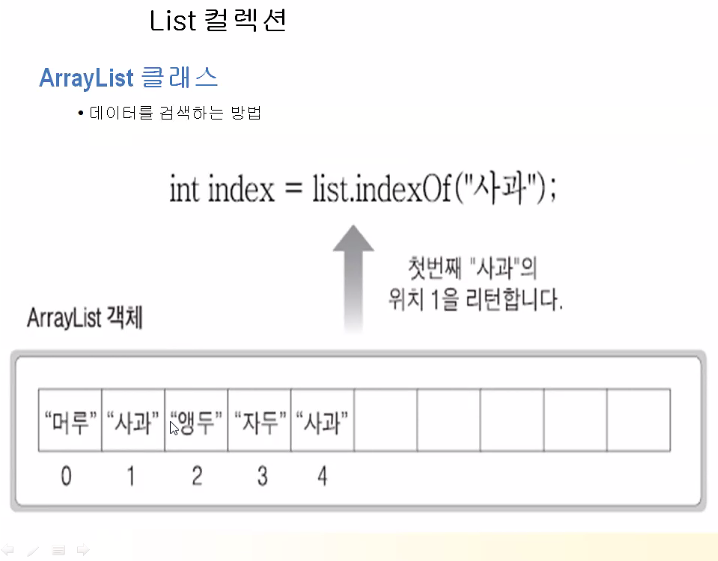 List 컬렉션
ArrayList 클래스
• 데이터를 검색하는 방법
int index = list.indexOf("사과");
첫번째 "사과"의
위치 1을 리턴합니다.
ArrayList 객체
“머루” “사과” “앵두” “자두” “사과”
0 1 2 3 4